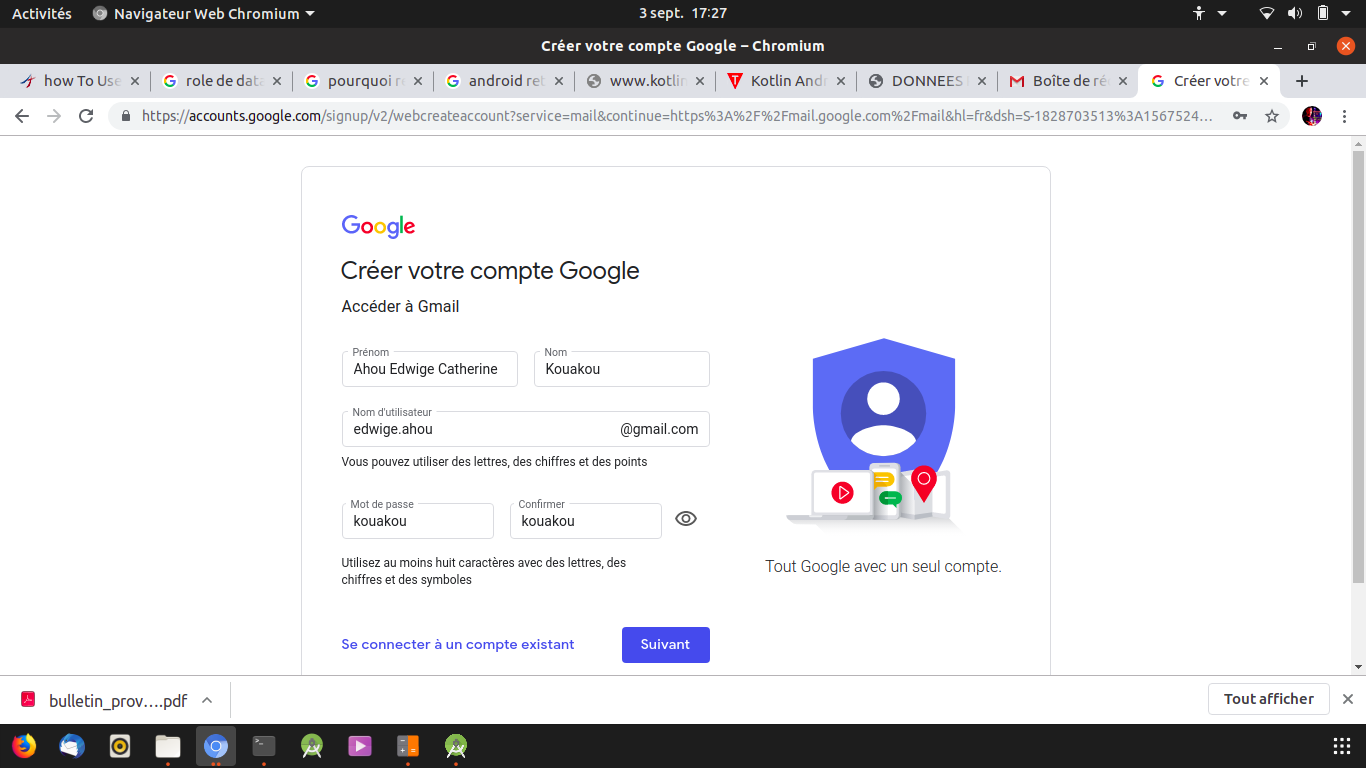 Activités Navigateur Web Chromium 3 sept. 17:27
Créer votre compte Google – Chromium
how To Use role de data pourquoi r android ret www.kotlin Kotlin Andr DONNEES Boîte de ré Créer votre
https://accounts.google.com/signup/v2/webcreateaccount?service=mail&continue=https%3A%2F%2Fmail.google.com%2Fmail&hl=fr&dsh=S-1828703513%3A1567524...
Google
Créer votre compte Google
Accéder à Gmail
Prénom Nom
Ahou Edwige Catherine Kouakou
Nom d'utilisateur
edwige.ahou @gmail.com
Vous pouvez utiliser des lettres, des chiffres et des points
Mot de passe Confirmer
kouakou kouakou
Utilisez au moins huit caractères avec des lettres, des
chiffres et des symboles
Tout Google avec un seul compte.
Se connecter à un compte existant Suivant
bulletin_prov....pdf Tout afficher